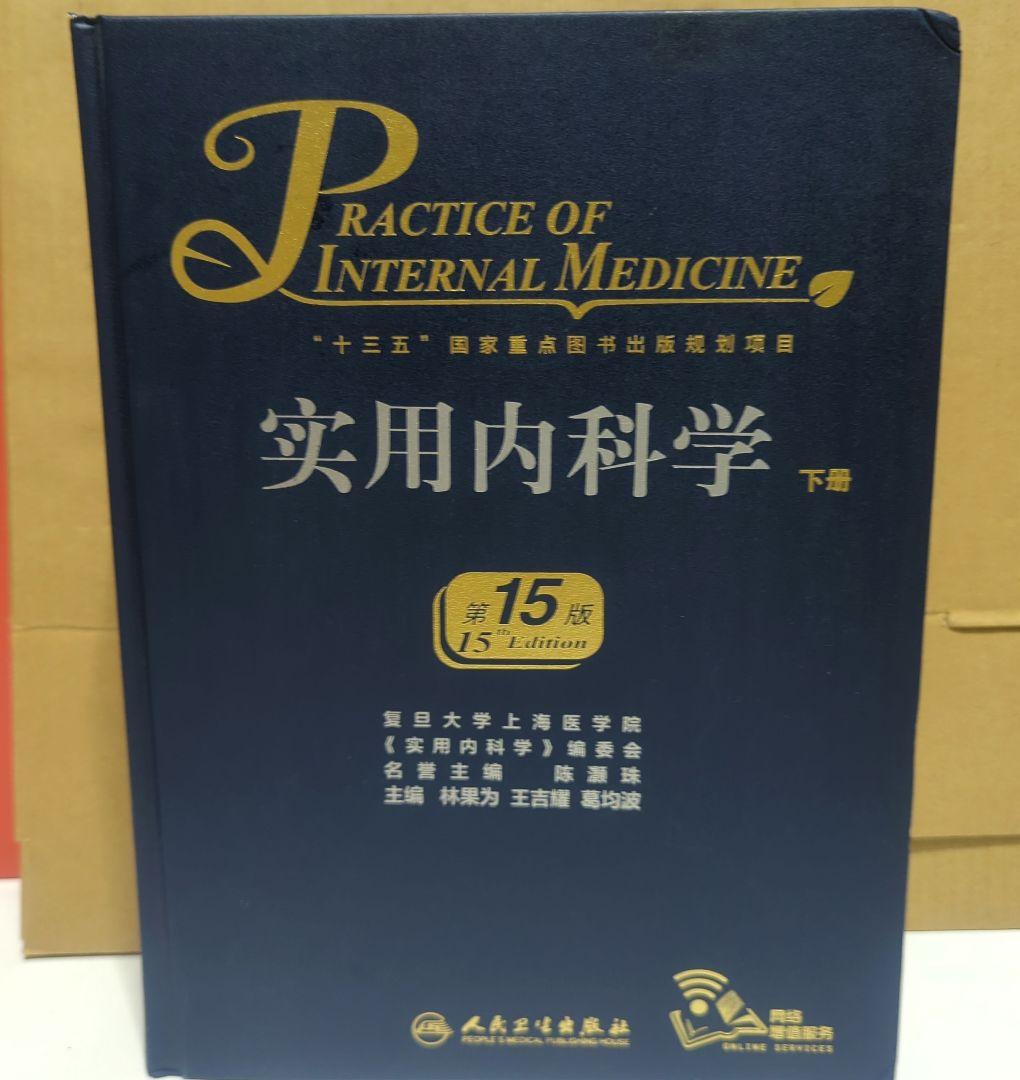 PRACTICE OF
INTERNAL MEDICINE
“十三五”国家重点图书出版规划项目
实用内科学 下册
第15版
15th Edition
复旦大学上海医学院
《实用内科学》编委会
名誉主编 陈灏珠
主编 林果为 王吉耀 葛均波
人民卫生出版社
PEOPLE'S MEDICAL PUBLISHING HOUSE
网络
增值服务
ONLINE SERVICES